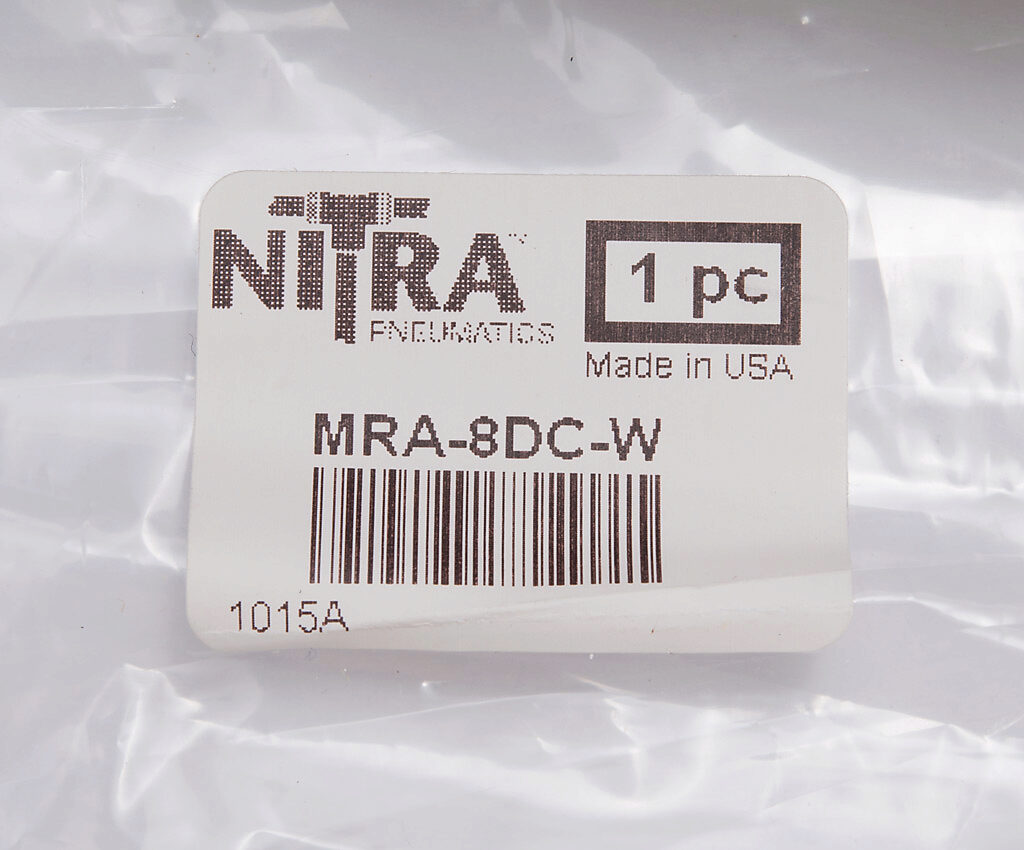 NITRA™
PNEUMATICS
1 pc
Made in USA
MRA-8DC-W
1015A